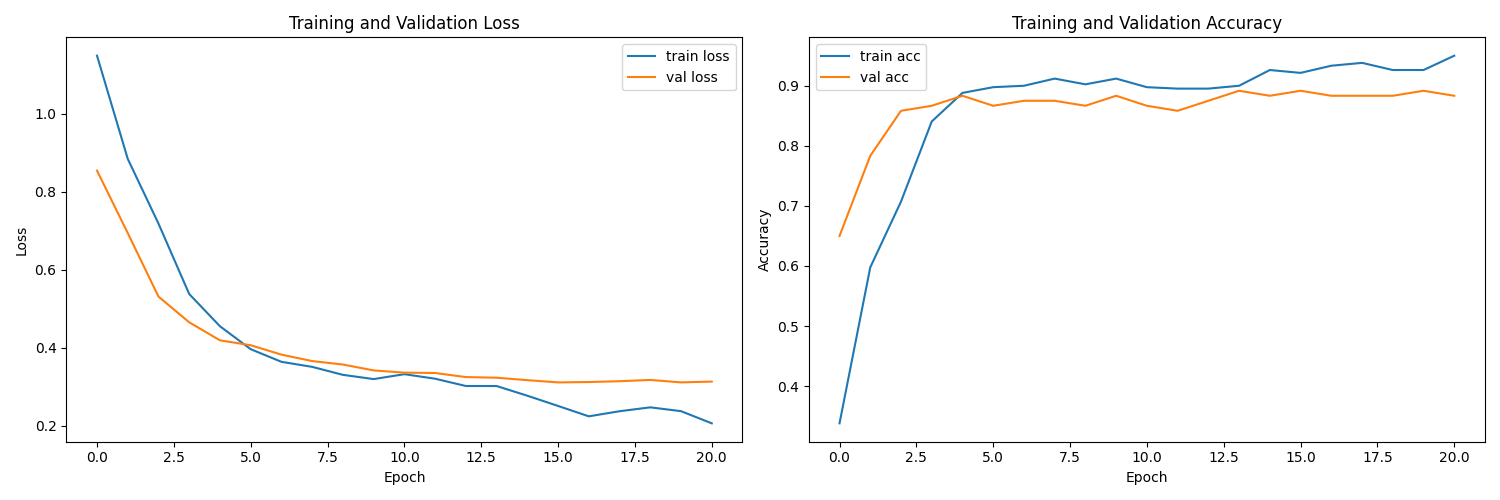 Training and Validation Loss
train loss
val loss
1.0
0.8
0.6
0.4
0.2
Loss
0.0 2.5 5.0 7.5 10.0 12.5 15.0 17.5 20.0
Epoch
Training and Validation Accuracy
train acc
val acc
0.9
0.8
0.7
0.6
0.5
0.4
Accuracy
0.0 2.5 5.0 7.5 10.0 12.5 15.0 17.5 20.0
Epoch